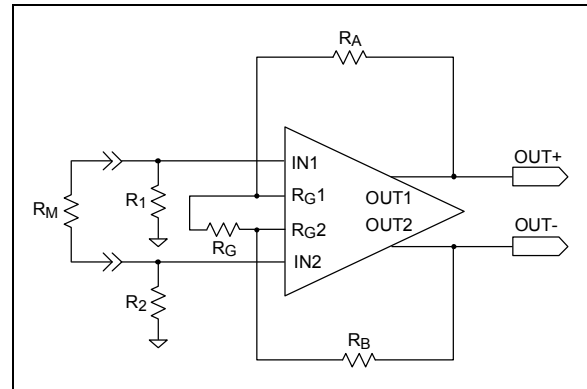 RA
IN1
OUT+
RG1
OUT1
R1
RM
RG2
OUT2
OUT-
RG
IN2
R2
RB